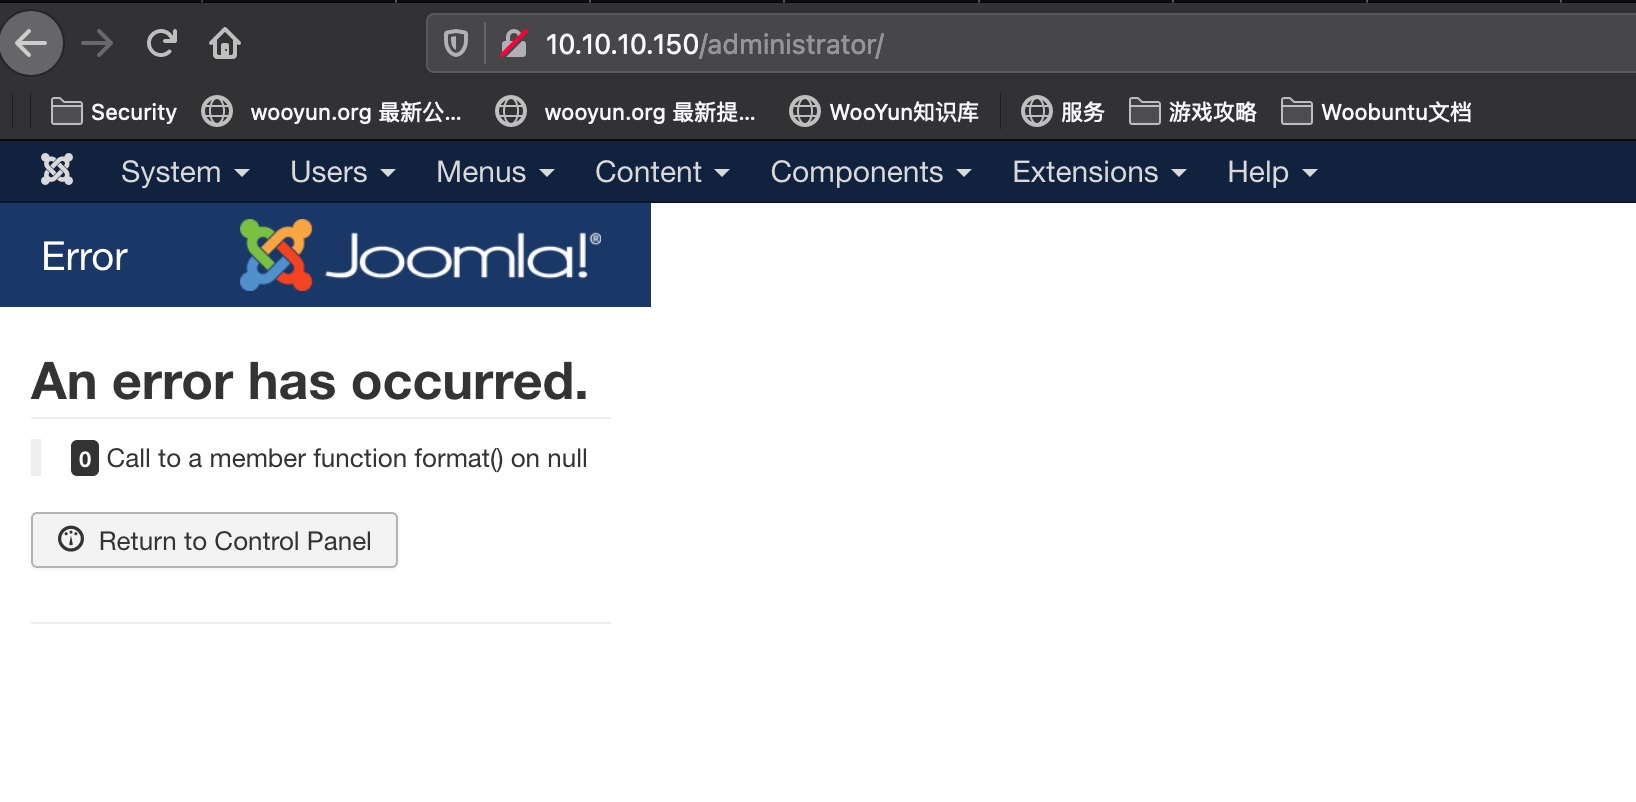 10.10.10.150/administrator/
Security wooyun.org 最新公... wooyun.org 最新提... WooYun知识库 服务 游戏攻略 Woobuntu文档
System Users Menus Content Components Extensions Help
Error Joomla!®
An error has occurred.
0 Call to a member function format() on null
Return to Control Panel